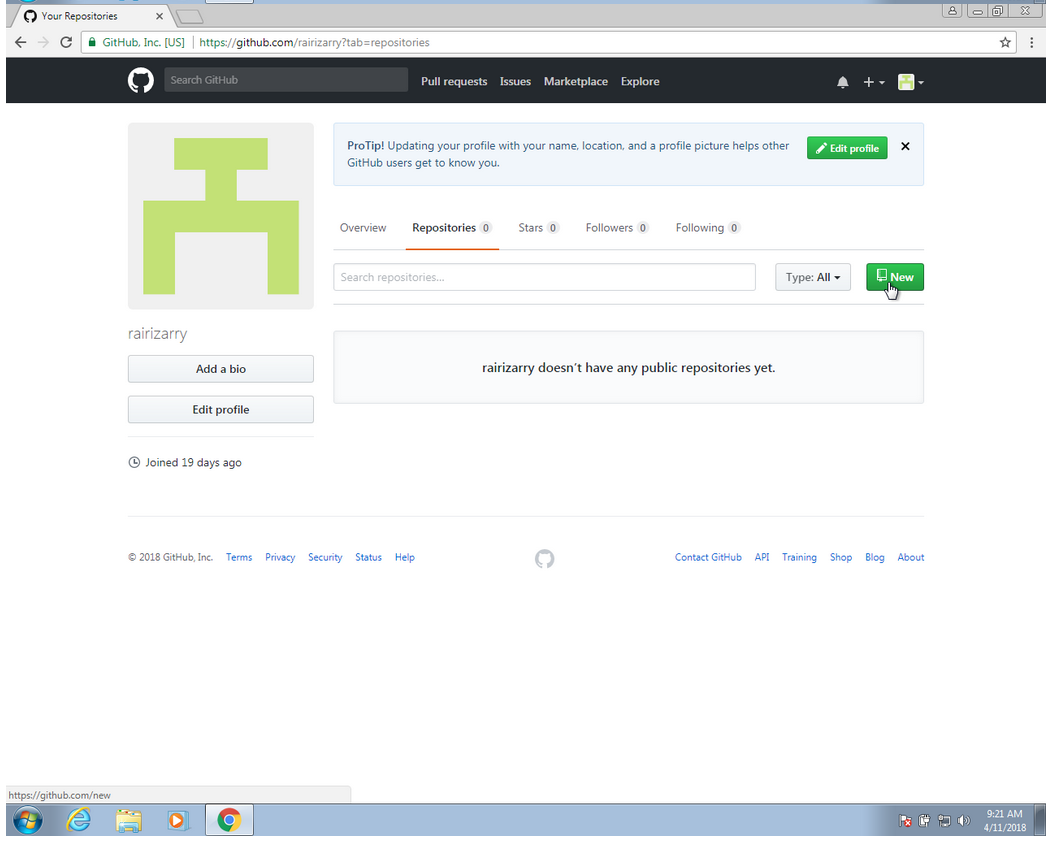 Your Repositories
GitHub, Inc. [US] | https://github.com/rairizarry?tab=repositories
Search GitHub Pull requests Issues Marketplace Explore
ProTip! Updating your profile with your name, location, and a profile picture helps other
GitHub users get to know you.
Edit profile
Overview Repositories 0 Stars 0 Followers 0 Following 0
Search repositories... Type: All New
rairizarry
rairizarry doesn't have any public repositories yet.
Add a bio
Edit profile
Joined 19 days ago
© 2018 GitHub, Inc. Terms Privacy Security Status Help Contact GitHub API Training Shop Blog About
https://github.com/new
9:21 AM
4/11/2018